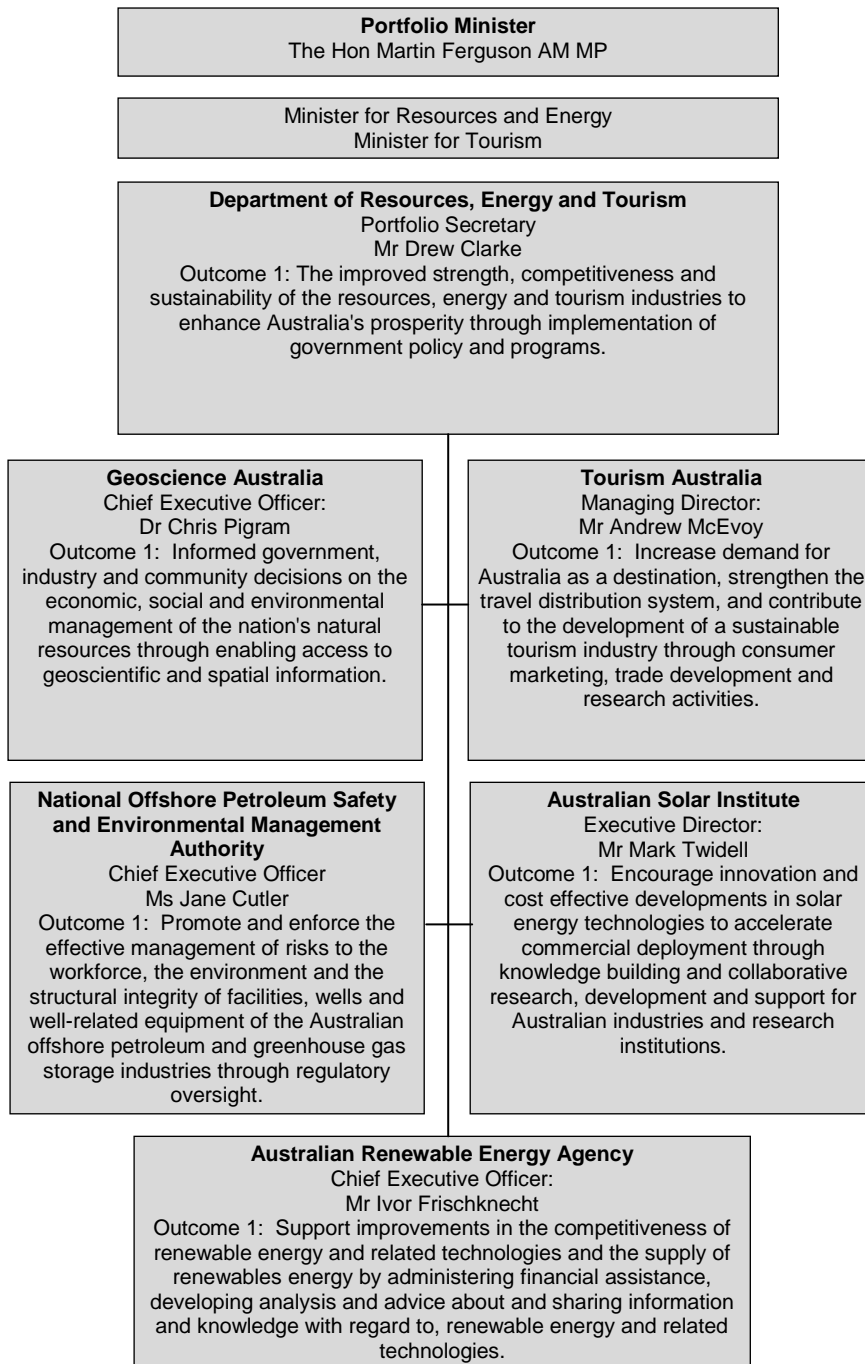 Portfolio Minister
The Hon Martin Ferguson AM MP
Minister for Resources and Energy
Minister for Tourism
Department of Resources, Energy and Tourism
Portfolio Secretary
Mr Drew Clarke
Outcome 1: The improved strength, competitiveness and
sustainability of the resources, energy and tourism industries to
enhance Australia's prosperity through implementation of
government policy and programs.
Geoscience Australia
Chief Executive Officer:
Dr Chris Pigram
Outcome 1:  Informed government,
industry and community decisions on the
economic, social and environmental
management of the nation's natural
resources through enabling access to
geoscientific and spatial information.
Tourism Australia
Managing Director:
Mr Andrew McEvoy
Outcome 1:  Increase demand for
Australia as a destination, strengthen the
travel distribution system, and contribute
to the development of a sustainable
tourism industry through consumer
marketing, trade development and
research activities.
National Offshore Petroleum Safety
and Environmental Management
Authority
Chief Executive Officer
Ms Jane Cutler
Outcome 1:  Promote and enforce the
effective management of risks to the
workforce, the environment and the
structural integrity of facilities, wells and
well-related equipment of the Australian
offshore petroleum and greenhouse gas
storage industries through regulatory
oversight.
Australian Solar Institute
Executive Director:
Mr Mark Twidell
Outcome 1:  Encourage innovation and
cost effective developments in solar
energy technologies to accelerate
commercial deployment through
knowledge building and collaborative
research, development and support for
Australian industries and research
institutions.
Australian Renewable Energy Agency
Chief Executive Officer:
Mr Ivor Frischknecht
Outcome 1:  Support improvements in the competitiveness of
renewable energy and related technologies and the supply of
renewables energy by administering financial assistance,
developing analysis and advice about and sharing information
and knowledge with regard to, renewable energy and related
technologies.